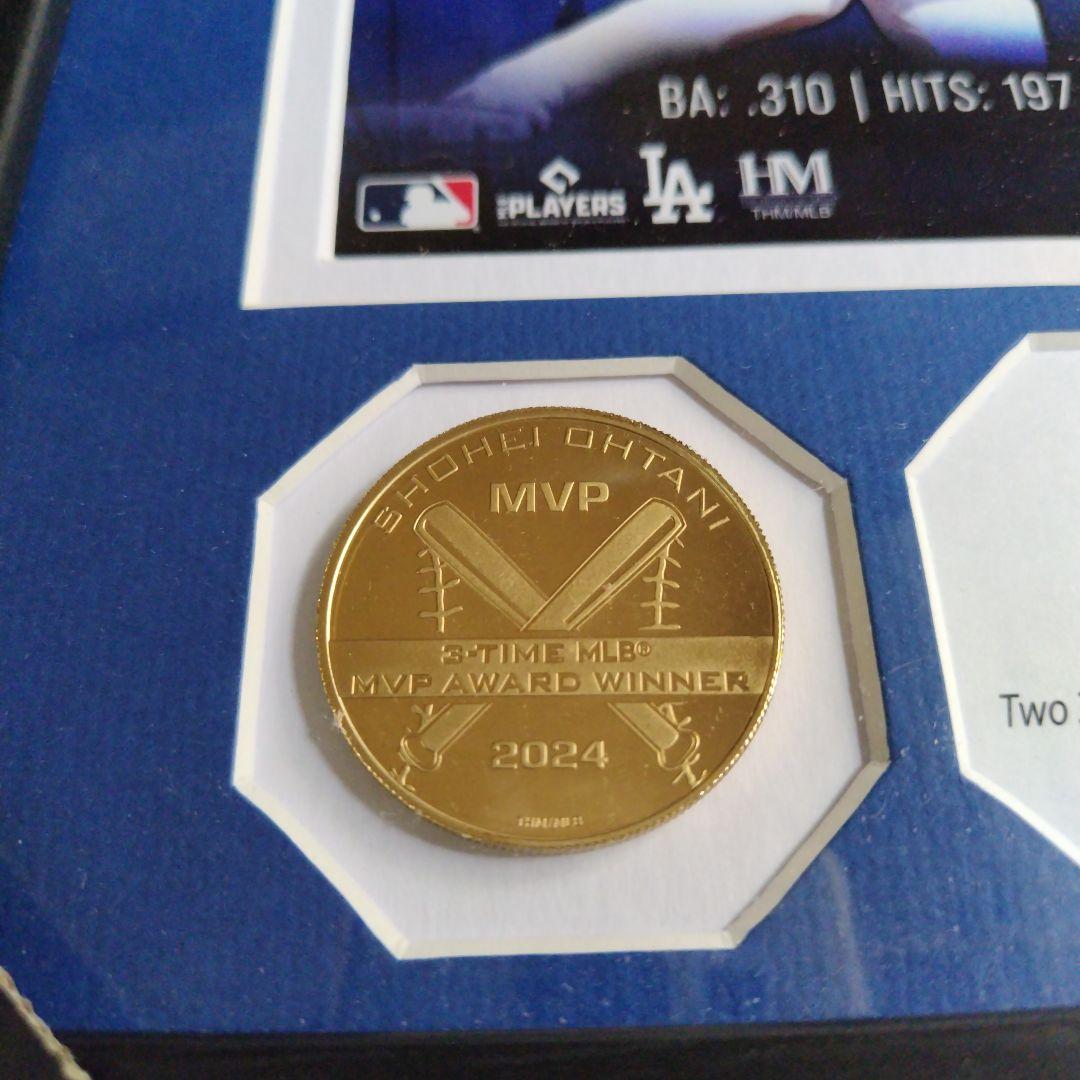 BA: .310 | HITS: 197
PLAYERS
LA
HM
THM/MLB
SHOHEI OHTANI
MVP
3-TIME MLB®
MVP AWARD WINNER
2024
Two